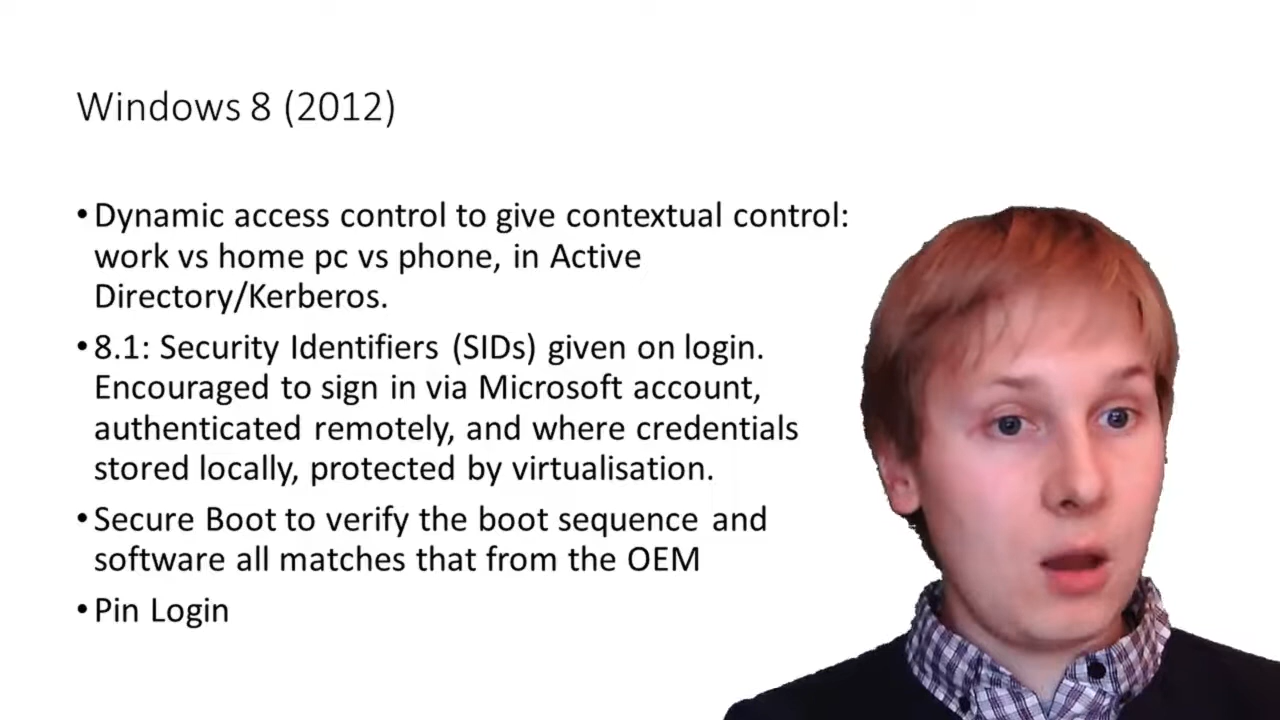 Windows 8 (2012)
• Dynamic access control to give contextual control:
work vs home pc vs phone, in Active
Directory/Kerberos.
• 8.1: Security Identifiers (SIDs) given on login.
Encouraged to sign in via Microsoft account,
authenticated remotely, and where credentials
stored locally, protected by virtualisation.
• Secure Boot to verify the boot sequence and
software all matches that from the OEM
• Pin Login